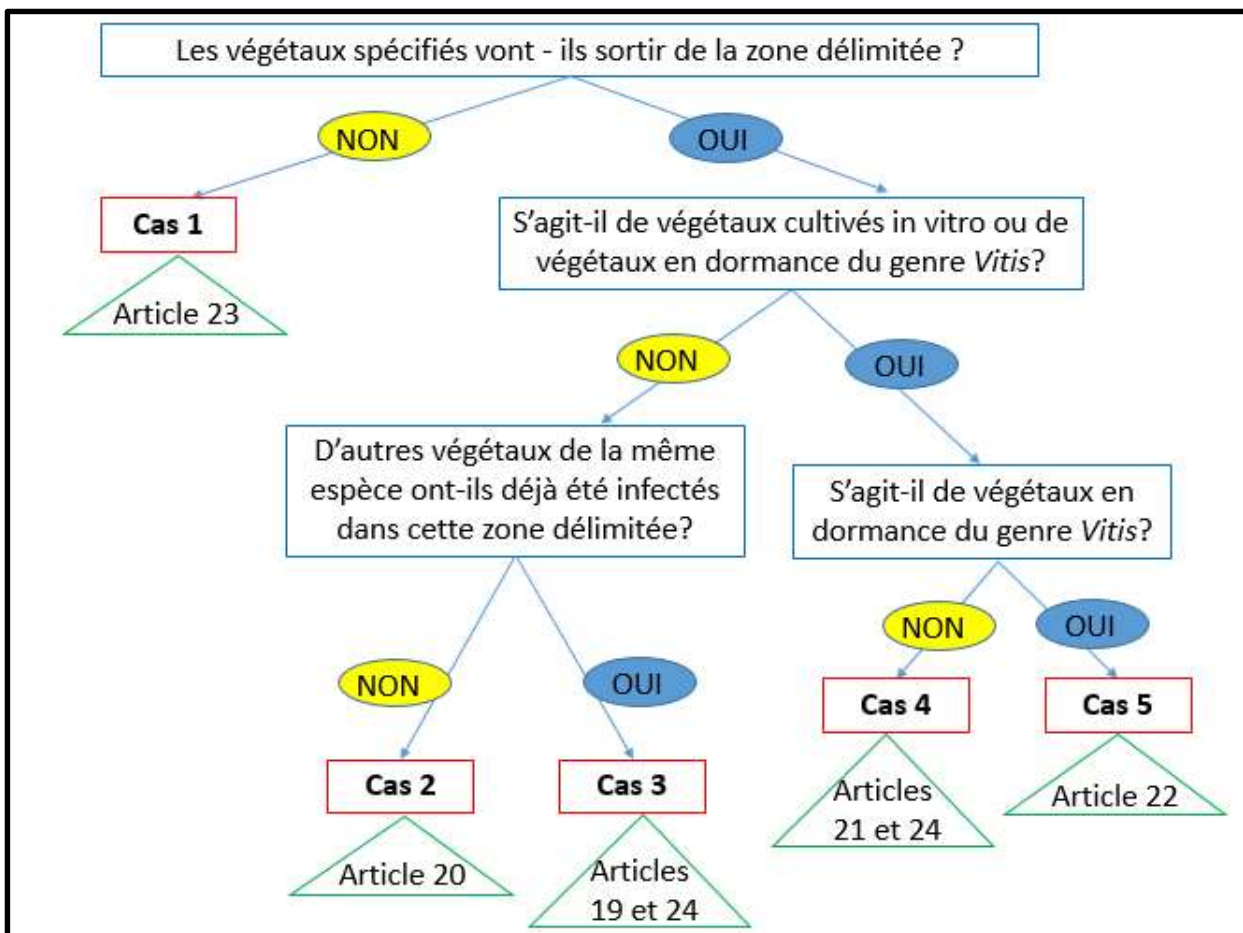 Les végétaux spécifiés vont - ils sortir de la zone délimitée ?
NON
OUI
Cas 1
Article 23
S'agit-il de végétaux cultivés in vitro ou de
végétaux en dormance du genre Vitis?
NON
OUI
D'autres végétaux de la même
espèce ont-ils déjà été infectés
dans cette zone délimitée?
S'agit-il de végétaux en
dormance du genre Vitis?
NON
OUI
NON
OUI
Cas 2
Article 20
Cas 3
Articles
19 et 24
Cas 4
Articles
21 et 24
Cas 5
Article 22